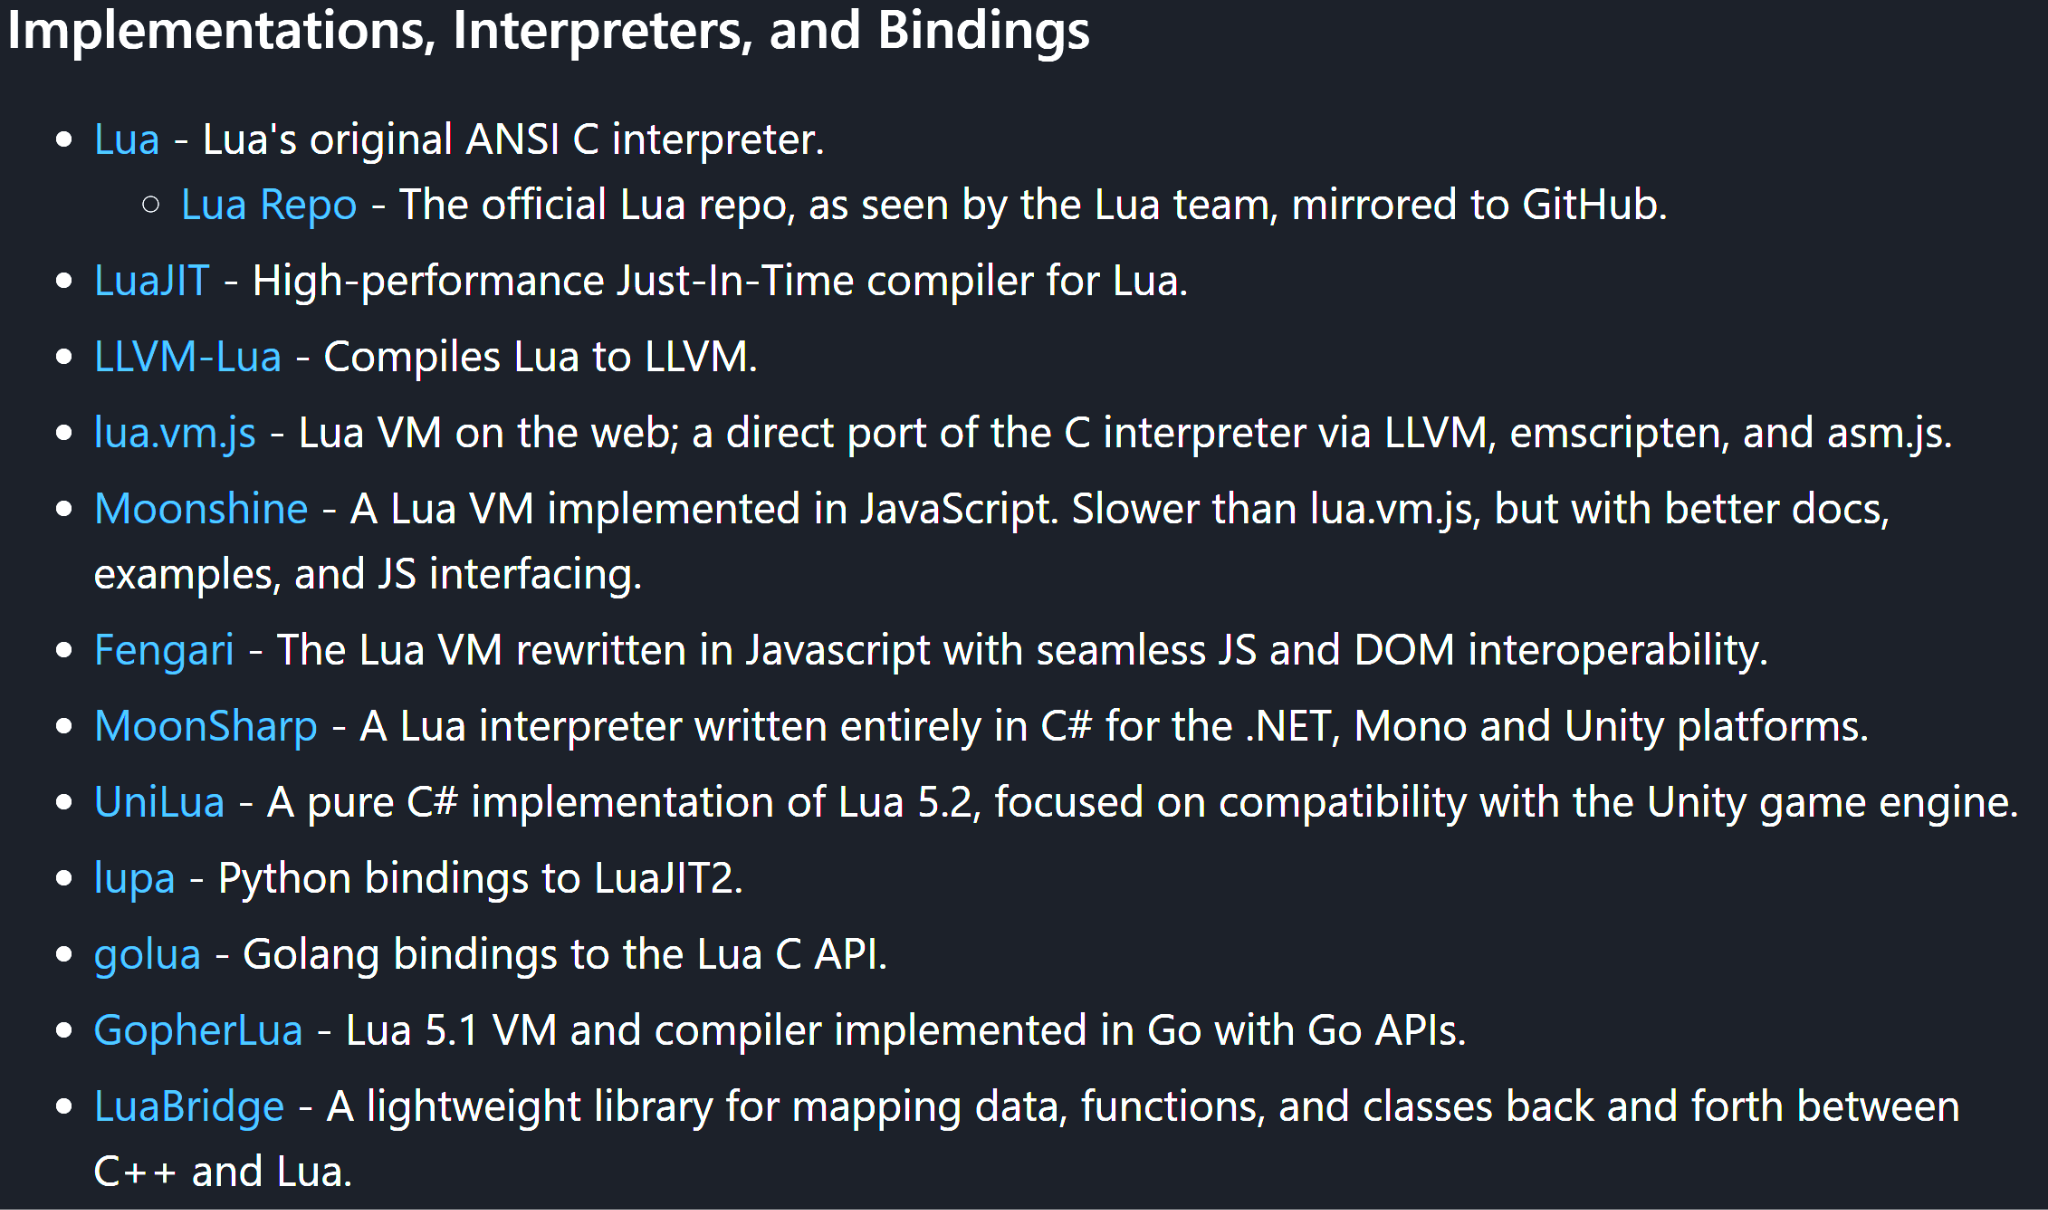 Implementations, Interpreters, and Bindings
• Lua - Lua's original ANSI C interpreter.
◦ Lua Repo - The official Lua repo, as seen by the Lua team, mirrored to GitHub.
• LuaJIT - High-performance Just-In-Time compiler for Lua.
• LLVM-Lua - Compiles Lua to LLVM.
• lua.vm.js - Lua VM on the web; a direct port of the C interpreter via LLVM, emscripten, and asm.js.
• Moonshine - A Lua VM implemented in JavaScript. Slower than lua.vm.js, but with better docs,
examples, and JS interfacing.
• Fengari - The Lua VM rewritten in Javascript with seamless JS and DOM interoperability.
• MoonSharp - A Lua interpreter written entirely in C# for the .NET, Mono and Unity platforms.
• UniLua - A pure C# implementation of Lua 5.2, focused on compatibility with the Unity game engine.
• lupa - Python bindings to LuaJIT2.
• golua - Golang bindings to the Lua C API.
• GopherLua - Lua 5.1 VM and compiler implemented in Go with Go APIs.
• LuaBridge - A lightweight library for mapping data, functions, and classes back and forth between
C++ and Lua.